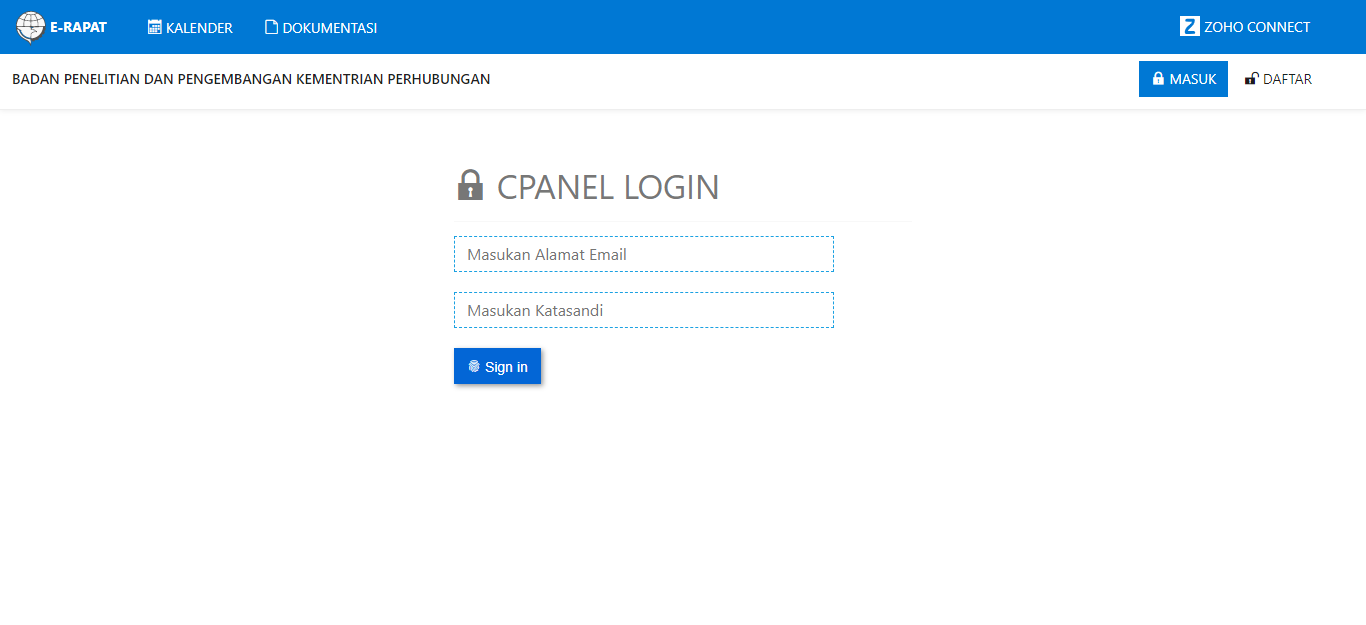 E-RAPAT KALENDER DOKUMENTASI ZOHO CONNECT
BADAN PENELITIAN DAN PENGEMBANGAN KEMENTRIAN PERHUBUNGAN MASUK DAFTAR
CPANEL LOGIN
Masukan Alamat Email
Masukan Katasandi
Sign in